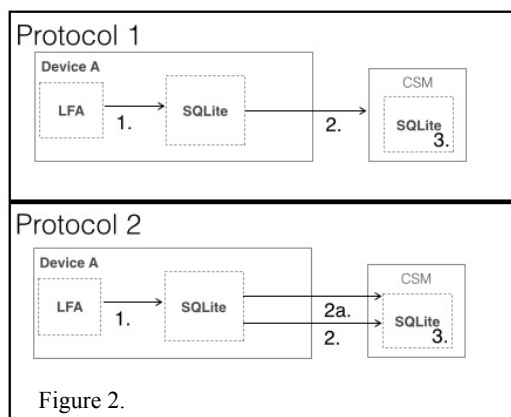 Protocol 1
Device A
CSM
LFA
SQLite
SQLite
1.
2.
3.
Protocol 2
Device A
CSM
LFA
SQLite
2a.
SQLite
1.
2.
3.
Figure 2.